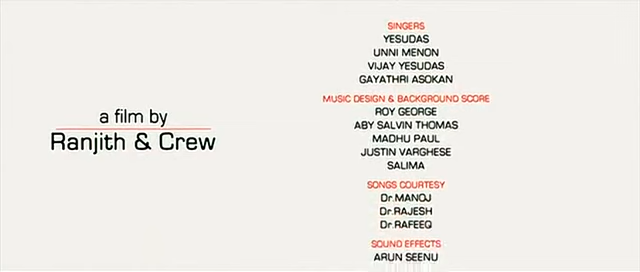 a film by
Ranjith & Crew
SINGERS
YESUDAS
UNNI MENON
VIJAY YESUDAS
GAYATHRI ASOKAN
MUSIC DESIGN & BACKGROUND SCORE
ROY GEORGE
ABY SALVIN THOMAS
MADHU PAUL
JUSTIN VARGHESE
SALIMA
SONGS COURTESY
Dr.MANOJ
Dr.RAJESH
Dr.RAFEEQ
SOUND EFFECTS
ARUN SEENU